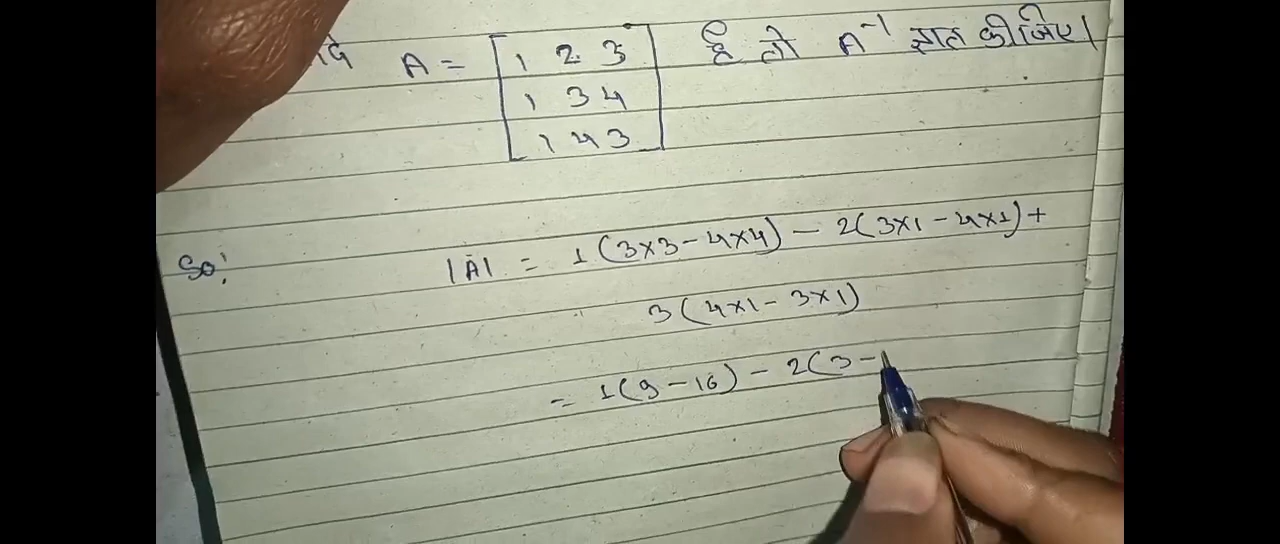 A = [ 1 2 3 है तो A⁻¹ ज्ञात कीजिए।
1 3 4
1 4 3 ]
So! |A| = 1(3×3-4×4) - 2(3×1-4×1)+
3(4×1-3×1)
= 1(9-16) - 2(3-